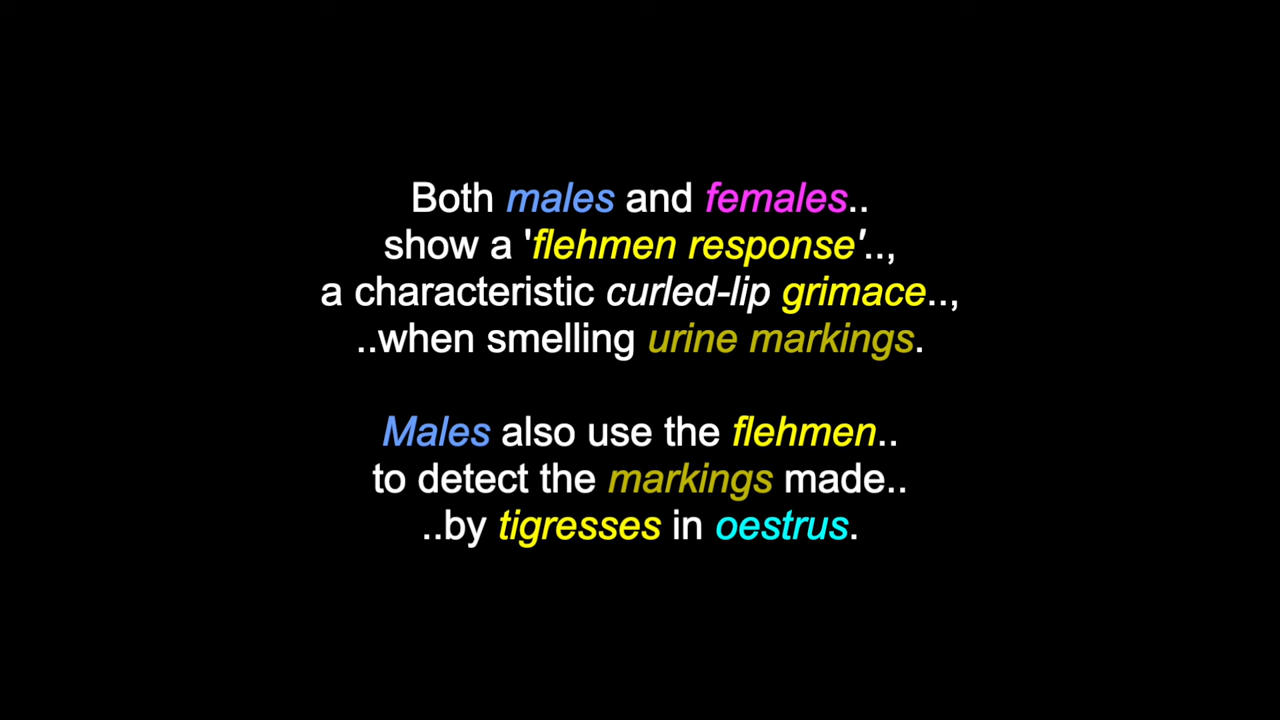 Both males and females..
show a 'flehmen response'..,
a characteristic curled-lip grimace..,
..when smelling urine markings.
Males also use the flehmen..
to detect the markings made..
..by tigresses in oestrus.